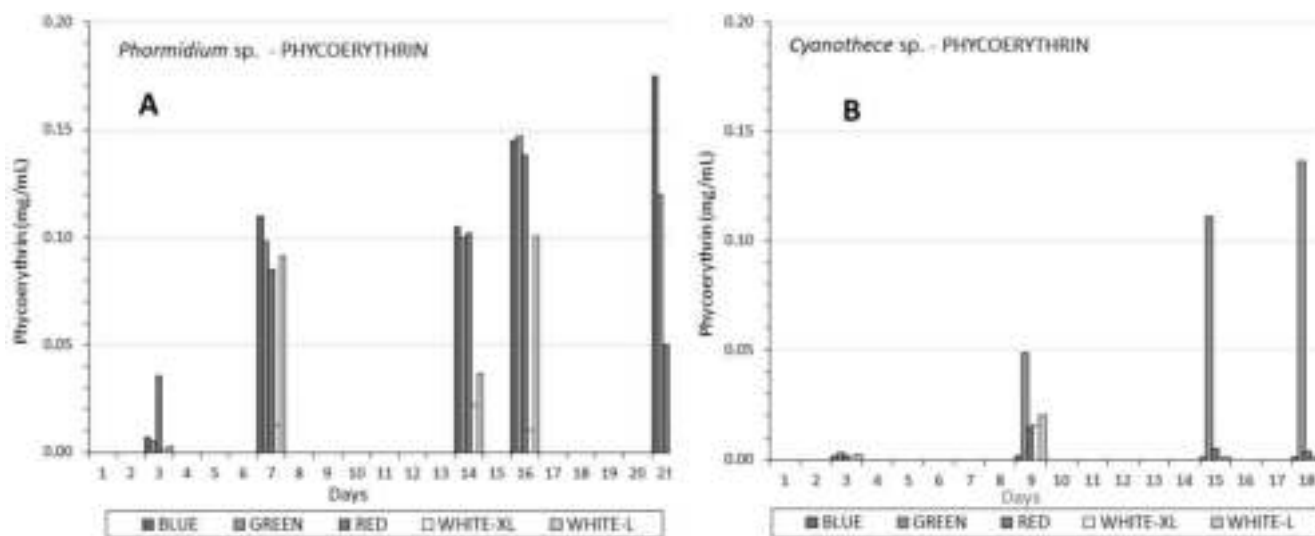 Phormidium sp. - PHYCOERYTHRIN
A
Phycoerythrin (mg/mL)
0.20
0.15
0.10
0.05
0.00
1 2 3 4 5 6 7 8 9 10 11 12 13 14 15 16 17 18 19 20 21
Days
BLUE GREEN RED WHITE-XL WHITE-L
Cyanothece sp. - PHYCOERYTHRIN
B
Phycoerythrin (mg/mL)
0.20
0.15
0.10
0.05
0.00
1 2 3 4 5 6 7 8 9 10 11 12 13 14 15 16 17 18
Days
BLUE GREEN RED WHITE-XL WHITE-L